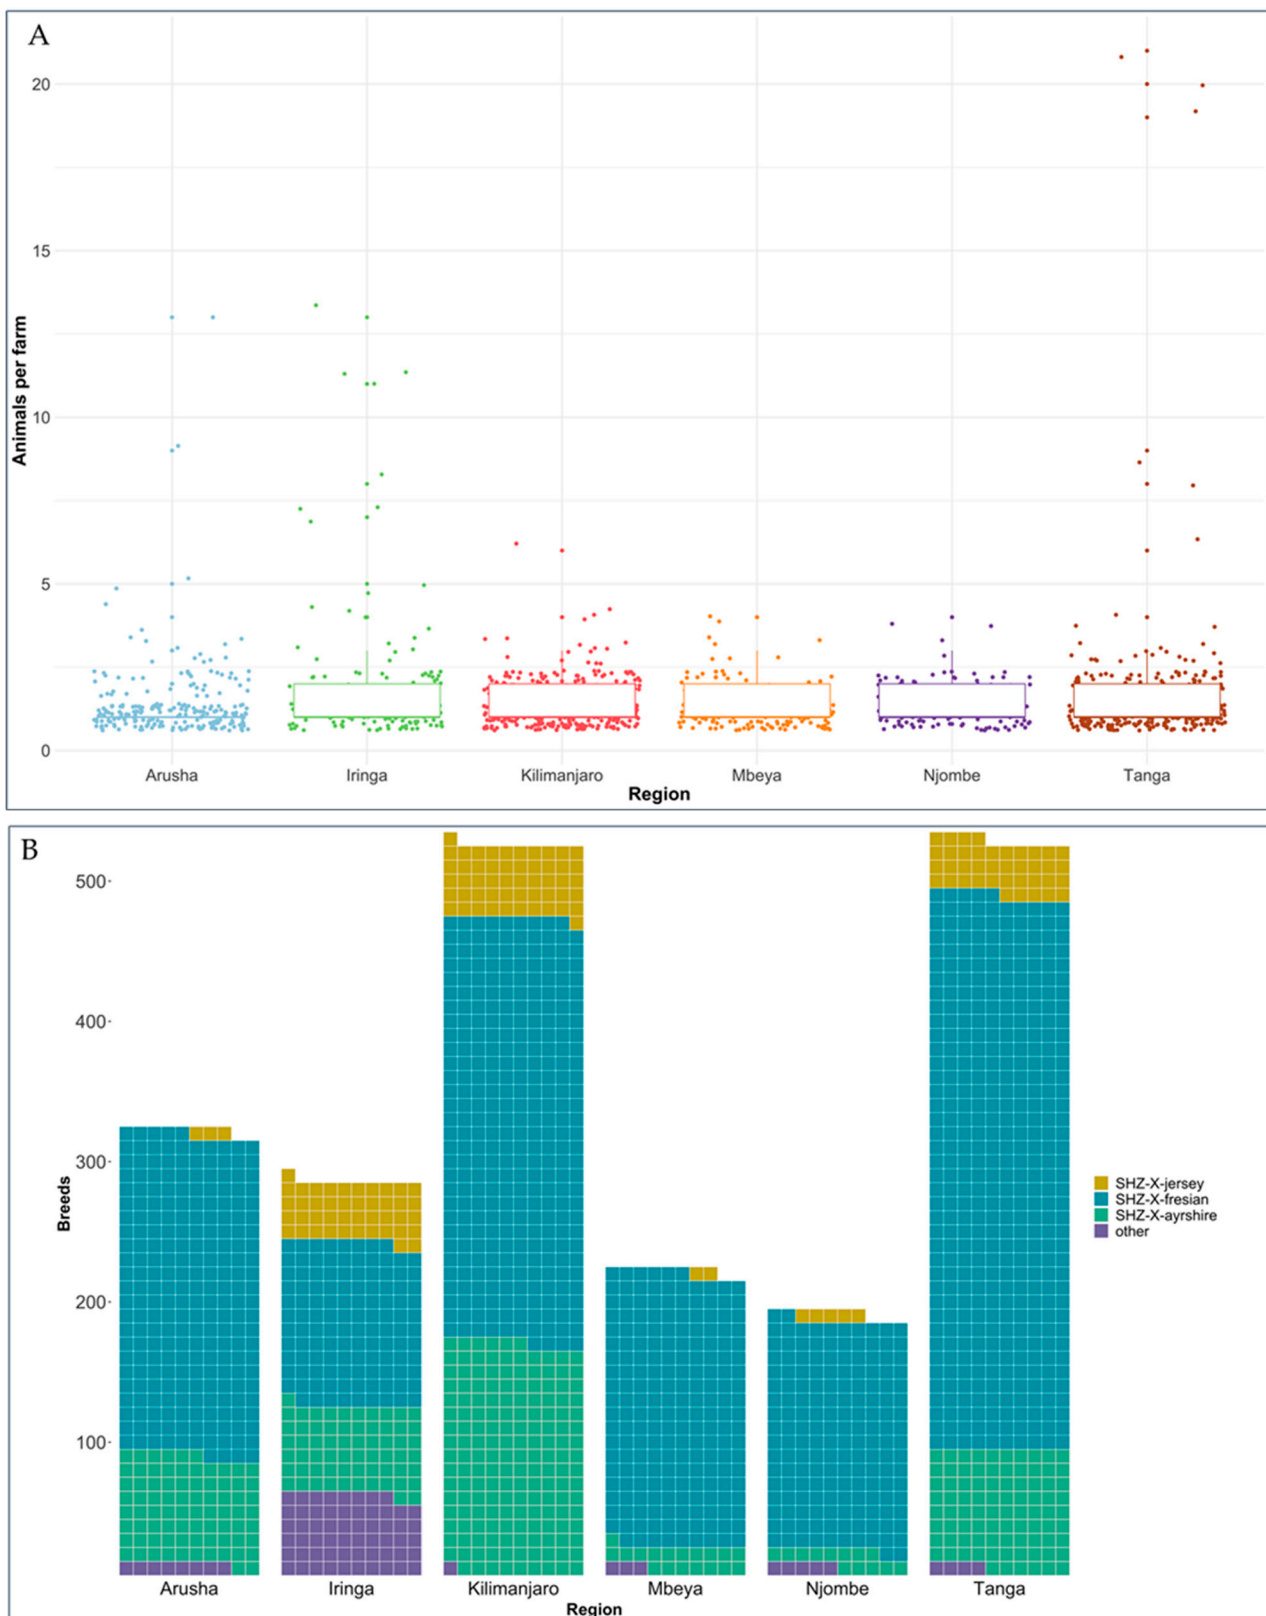 A
20
15
10
5
0
Animals per farm
Arusha Iringa Kilimanjaro Mbeya Njombe Tanga
Region
B
500
400
300
200
100
Breeds
SHZ-X-jersey
SHZ-X-fresian
SHZ-X-ayrshire
other
Arusha Iringa Kilimanjaro Mbeya Njombe Tanga
Region